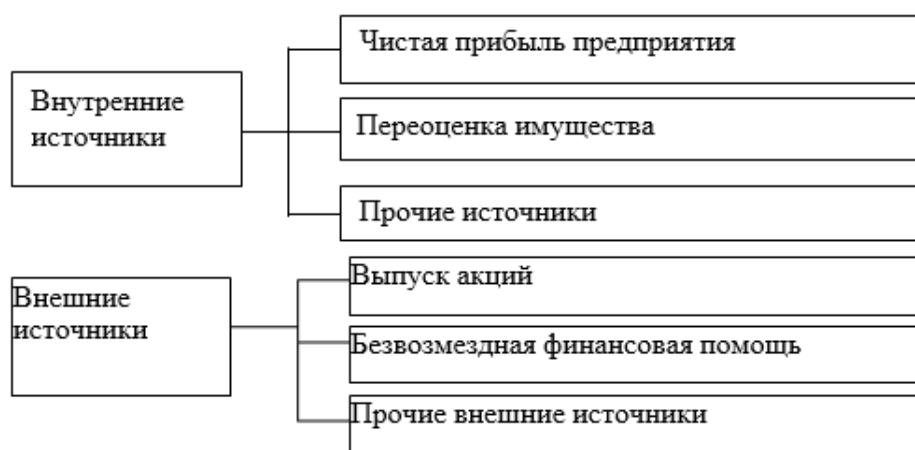 Внутренние
источники
Чистая прибыль предприятия
Переоценка имущества
Прочие источники
Внешние
источники
Выпуск акций
Безвозмездная финансовая помощь
Прочие внешние источники